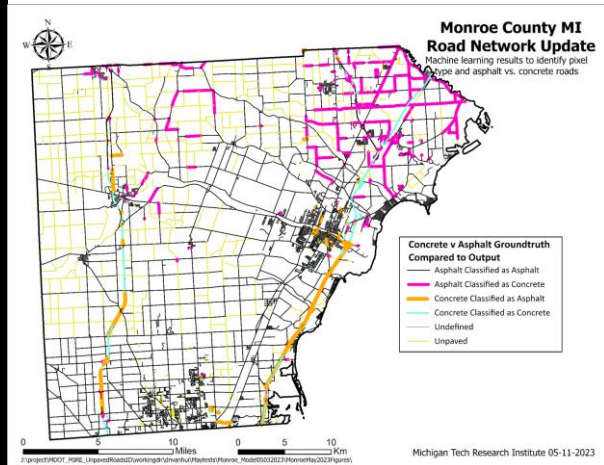 N
W
E
S
Monroe County MI
Road Network Update
Machine learning results to identify pixel
type and asphalt vs. concrete roads
Concrete v Asphalt Groundtruth
Compared to Output
Asphalt Classified as Asphalt
Asphalt Classified as Concrete
Concrete Classified as Asphalt
Concrete Classified as Concrete
Undefined
Unpaved
0 5 10 Miles
0 5 10 Km
Michigan Tech Research Institute 05-11-2023